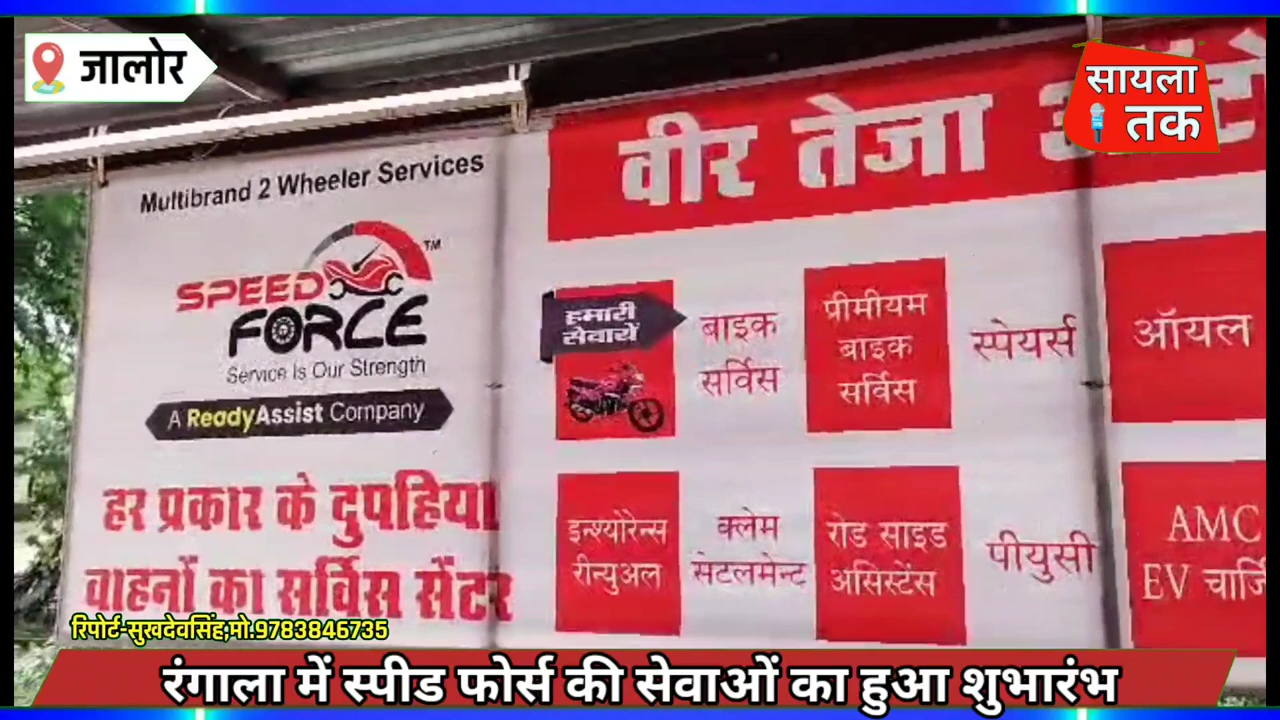 जालोर
सायला
तक
Multibrand 2 Wheeler Services
SPEED
FORCE
TM
Service Is Our Strength
A ReadyAssist Company
हर प्रकार के दुपहिया
वाहनों का सर्विस सेंटर
वीर तेजा
हमारी
सेवायें
बाइक
सर्विस
प्रीमीयम
बाइक
सर्विस
स्पेयर्स
ऑयल
इन्श्योरेन्स
रीन्युअल
क्लेम
सेटलमेन्ट
रोड साइड
असिस्टेंस
पीयुसी
AMC
EV
रिपोर्ट-सुखदेवसिंह,मो.9783846735
रंगाला में स्पीड फोर्स की सेवाओं का हुआ शुभारंभ